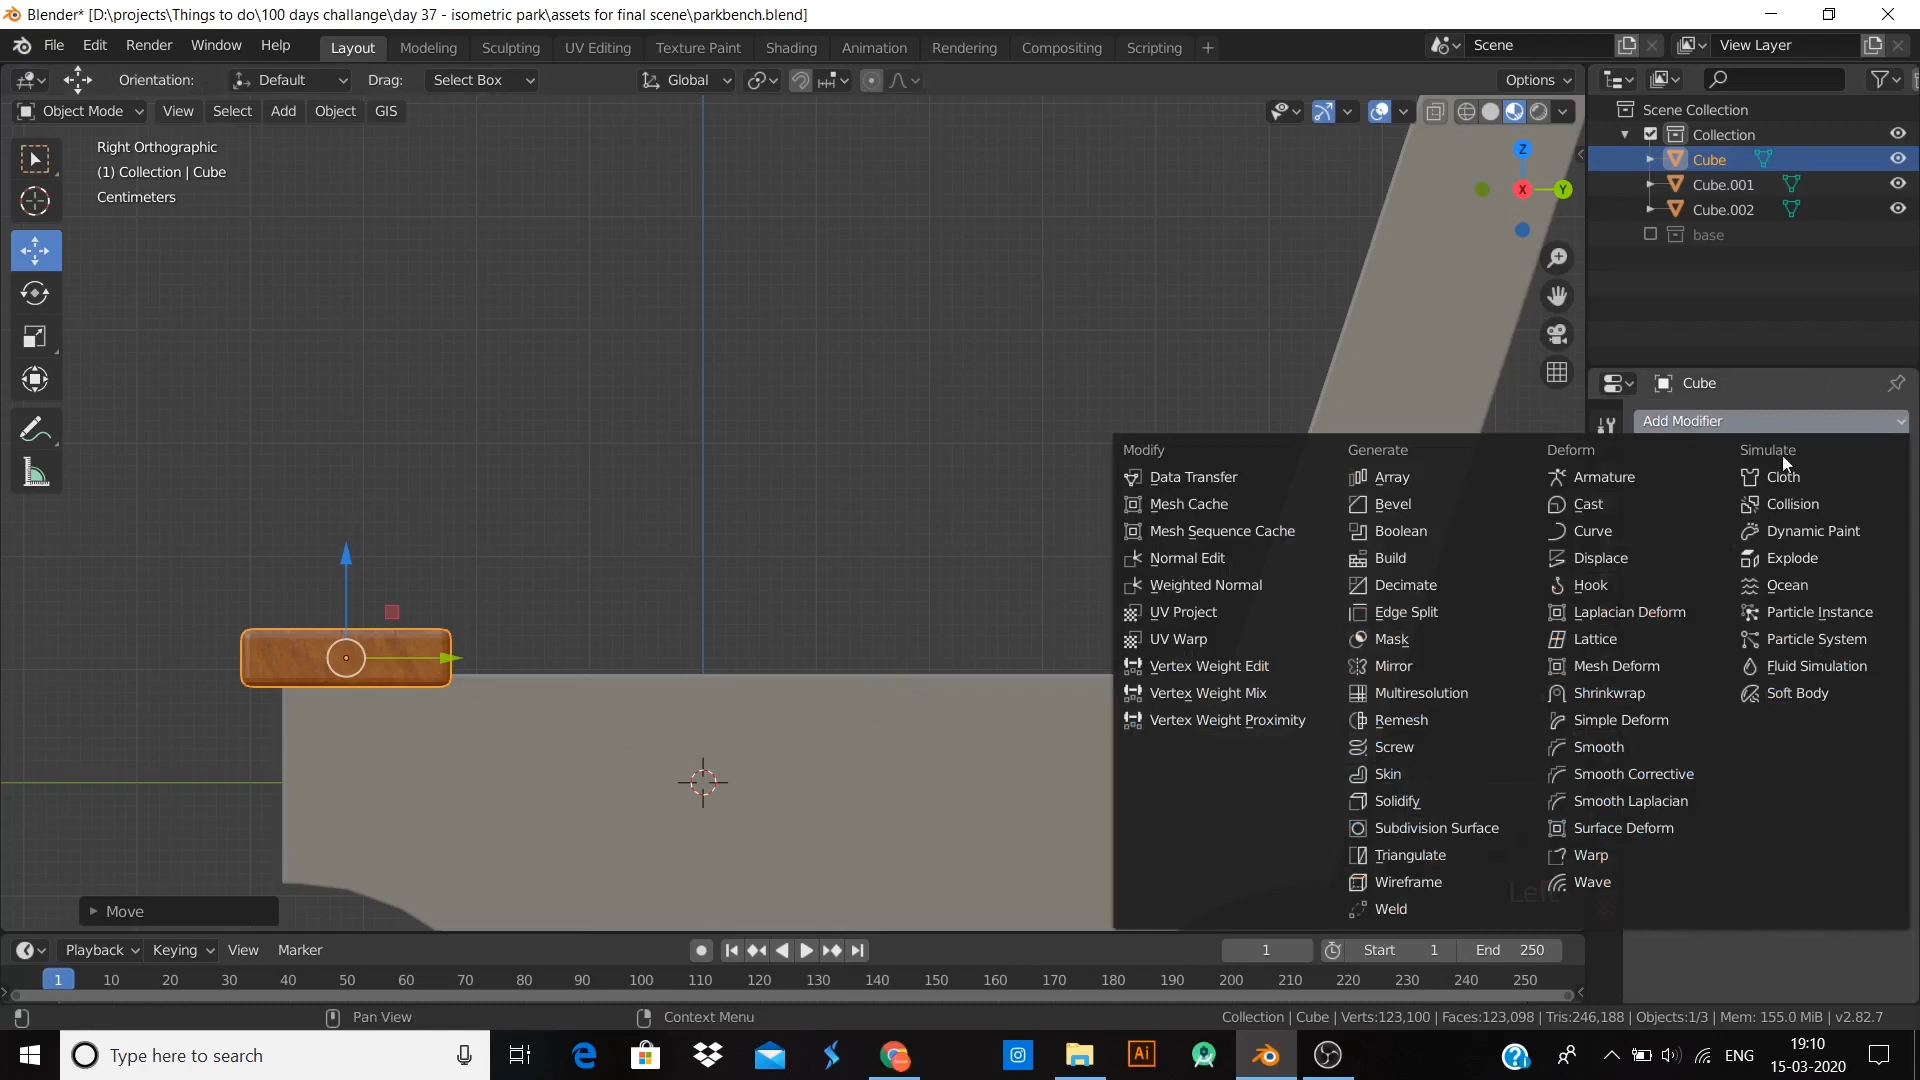 Blender* [D:\projects\Things to do\100 days challange\day 37 - isometric park\assets for final scene\parkbench.blend]
File Edit Render Window Help Layout Modeling Sculpting UV Editing Texture Paint Shading Animation Rendering Compositing Scripting + Scene View Layer
Orientation: Default Drag: Select Box Global Options
Object Mode View Select Add Object GIS
Right Orthographic
(1) Collection | Cube
Centimeters
Z
X
Y
Scene Collection
Collection
Cube
Cube.001
Cube.002
base
Cube
Add Modifier
Modify
Data Transfer
Mesh Cache
Mesh Sequence Cache
Normal Edit
Weighted Normal
UV Project
UV Warp
Vertex Weight Edit
Vertex Weight Mix
Vertex Weight Proximity
Generate
Array
Bevel
Boolean
Build
Decimate
Edge Split
Mask
Mirror
Multiresolution
Remesh
Screw
Skin
Solidify
Subdivision Surface
Triangulate
Wireframe
Weld
Deform
Armature
Cast
Curve
Displace
Hook
Laplacian Deform
Lattice
Mesh Deform
Shrinkwrap
Simple Deform
Smooth
Smooth Corrective
Smooth Laplacian
Surface Deform
Warp
Wave
Simulate
Cloth
Collision
Dynamic Paint
Explode
Ocean
Particle Instance
Particle System
Fluid Simulation
Soft Body
Move
Playback Keying View Marker 1 Start 1 End 250
1 10 20 30 40 50 60 70 80 90 100 110 120 130 140 150 160 170 180 190 200 210 220 230 240 250
Pan View Context Menu Collection | Cube | Verts:123,100 | Faces:123,098 | Tris:246,188 | Objects:1/3 | Mem: 155.0 MiB | v2.82.7
Type here to search
Ai
ENG
19:10
15-03-2020